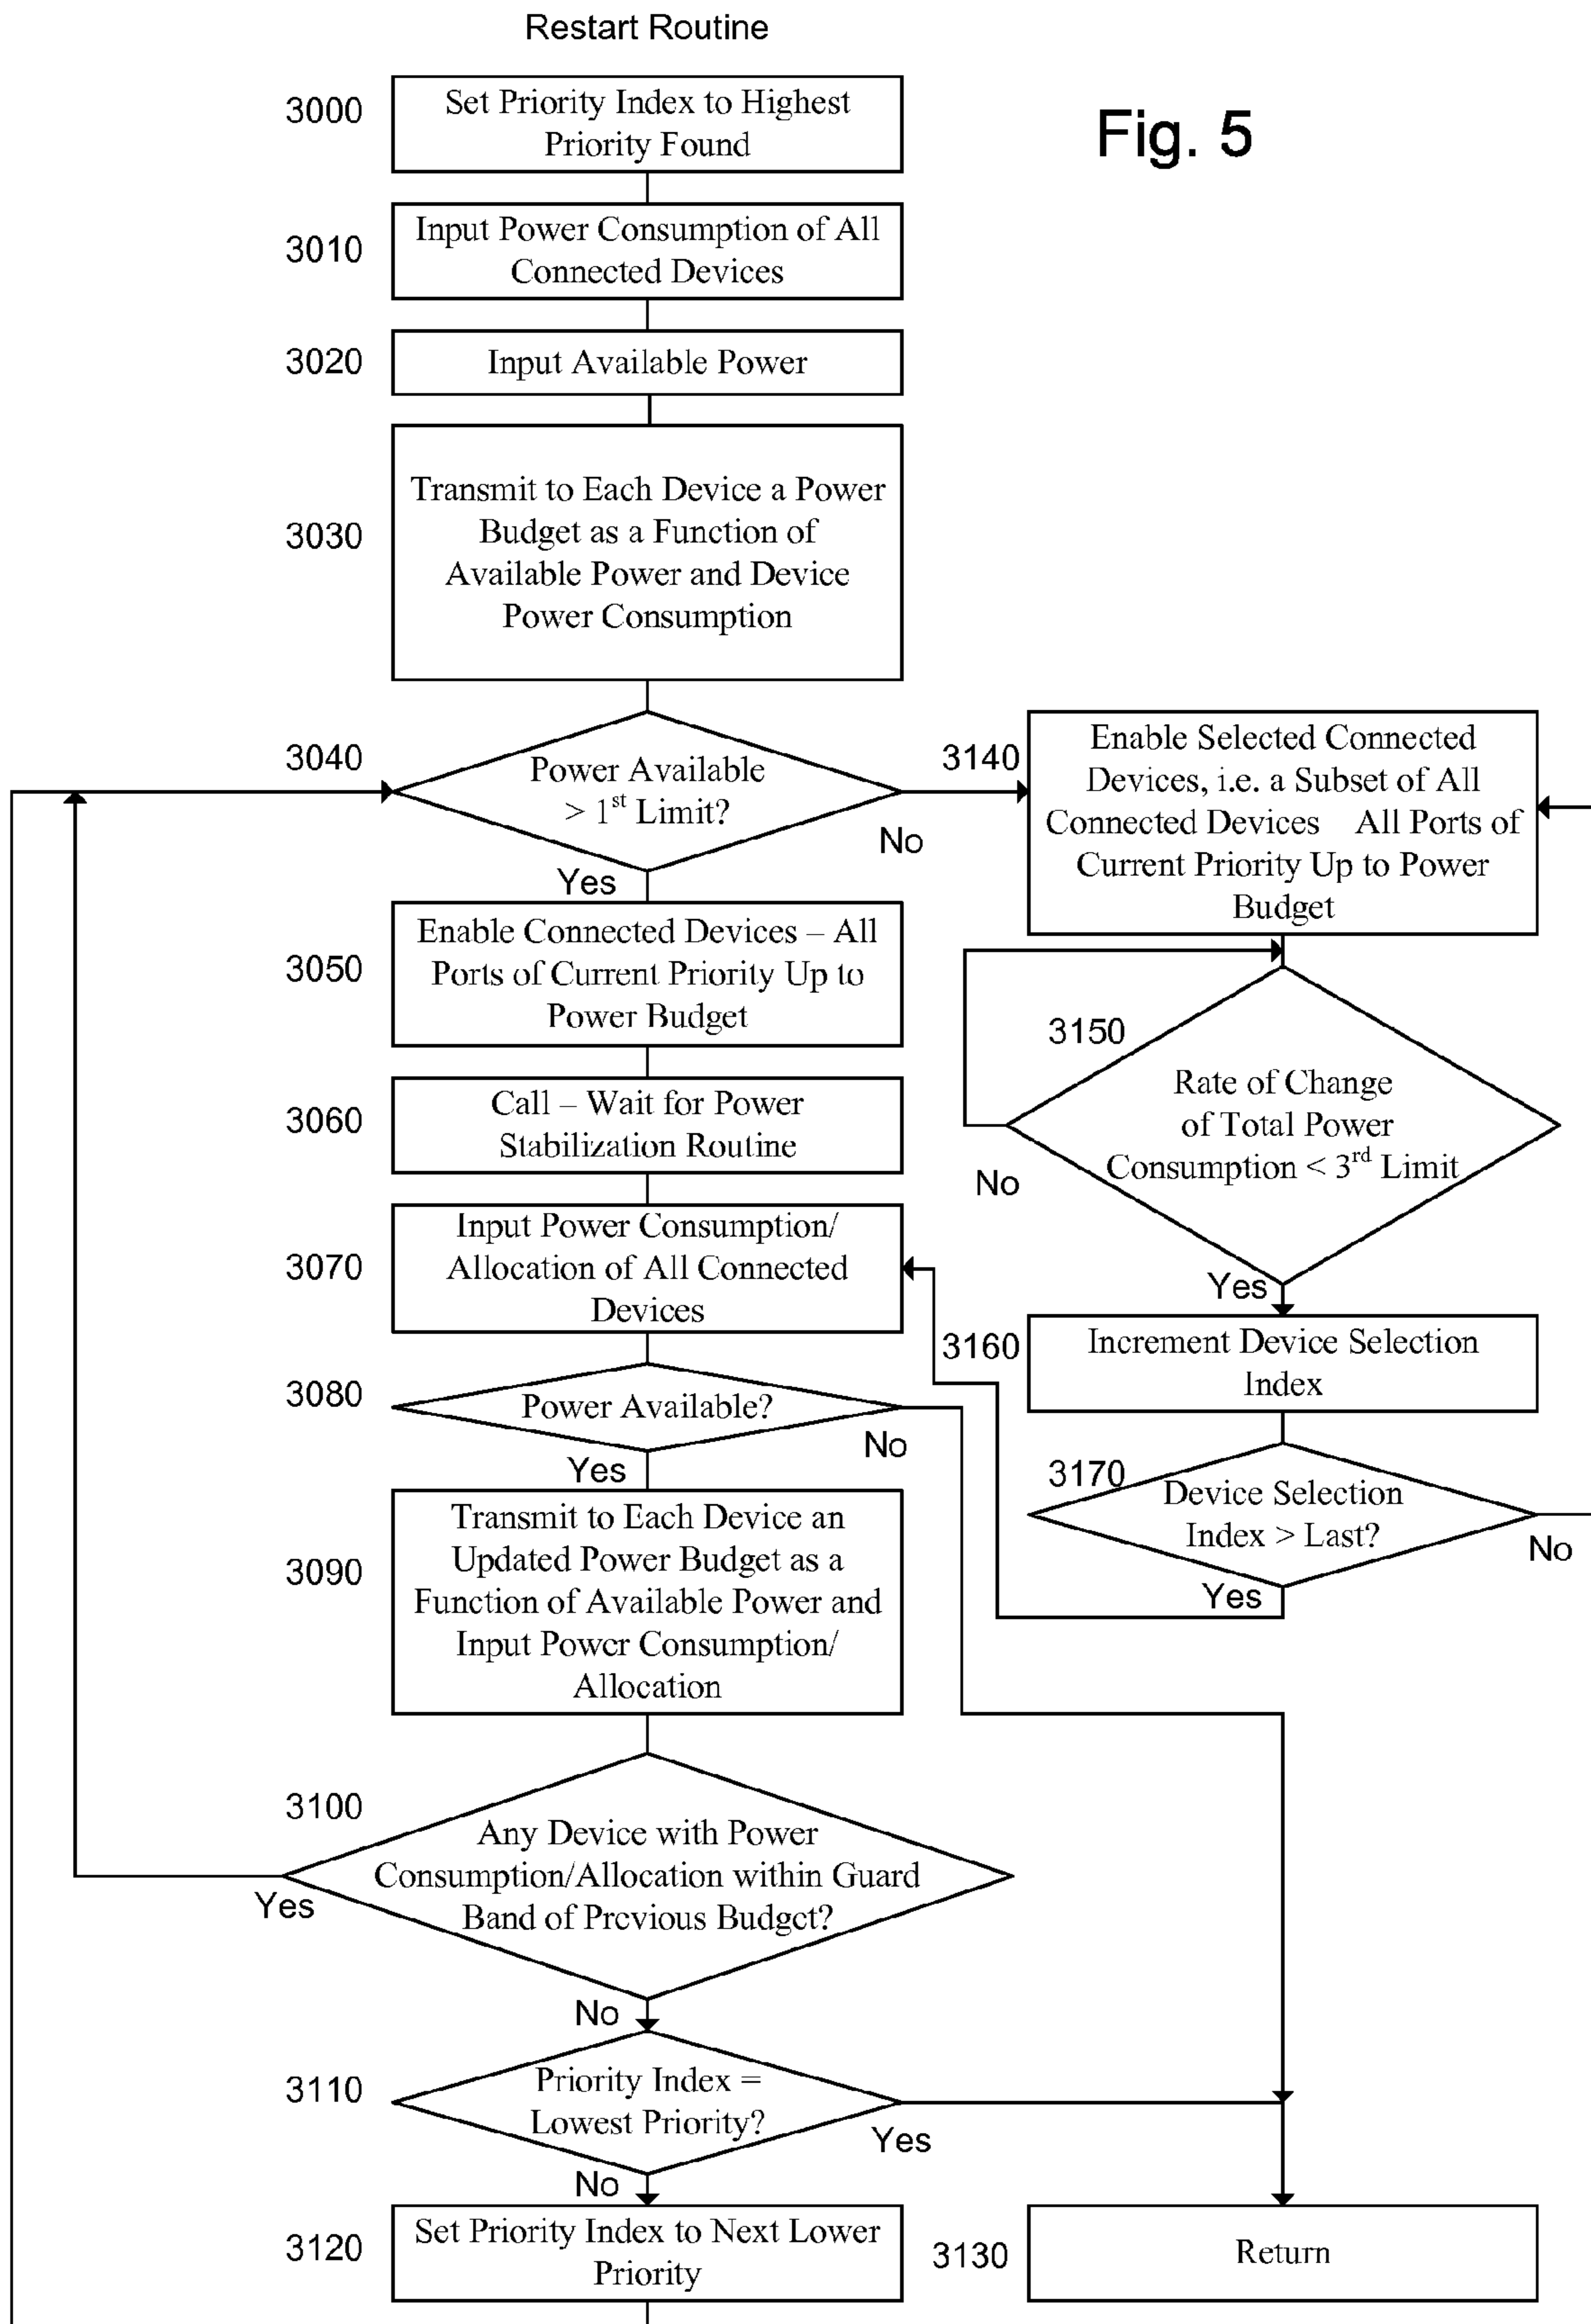 Restart Routine
Fig. 5
3000
Set Priority Index to Highest
Priority Found
3010
Input Power Consumption of All
Connected Devices
3020
Input Available Power
3030
Transmit to Each Device a Power
Budget as a Function of
Available Power and Device
Power Consumption
3040
Power Available
> 1st Limit?
No
Yes
3050
Enable Connected Devices – All
Ports of Current Priority Up to
Power Budget
3060
Call – Wait for Power
Stabilization Routine
3070
Input Power Consumption/
Allocation of All Connected
Devices
3080
Power Available?
No
Yes
3090
Transmit to Each Device an
Updated Power Budget as a
Function of Available Power and
Input Power Consumption/
Allocation
3100
Any Device with Power
Consumption/Allocation within Guard
Band of Previous Budget?
Yes
No
3110
Priority Index =
Lowest Priority?
Yes
No
3120
Set Priority Index to Next Lower
Priority
3130
Return
3140
Enable Selected Connected
Devices, i.e. a Subset of All
Connected Devices All Ports of
Current Priority Up to Power
Budget
3150
Rate of Change
of Total Power
Consumption < 3rd Limit
No
Yes
3160
Increment Device Selection
Index
3170
Device Selection
Index > Last?
No
Yes